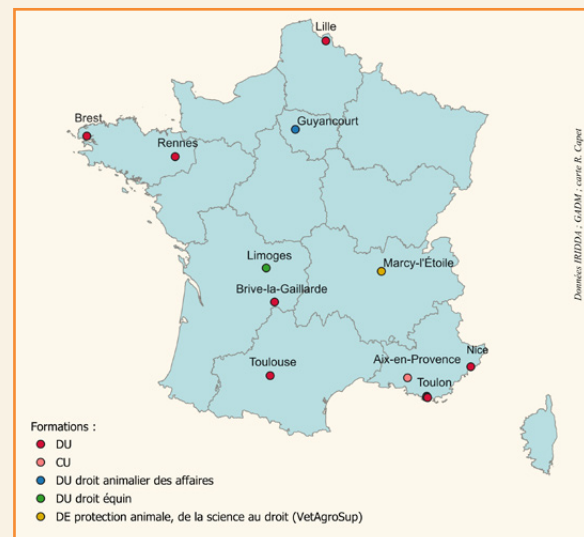 Lille
Brest
Guyancourt
Rennes
Limoges
Marcy-l'Étoile
Brive-la-Gaillarde
Nice
Aix-en-Provence
Toulouse
Toulon
Données IRIDDA ; GADM ; carte R. Capet
Formations :
DU
CU
DU droit animalier des affaires
DU droit équin
DE protection animale, de la science au droit (VetAgroSup)